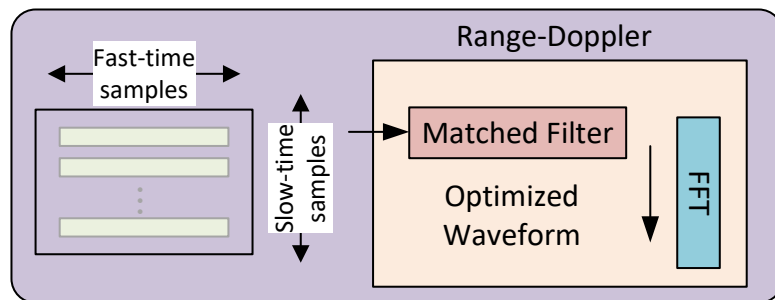 Range-Doppler
Fast-time
samples
Slow-time
samples
Matched Filter
Optimized
Waveform
FFT